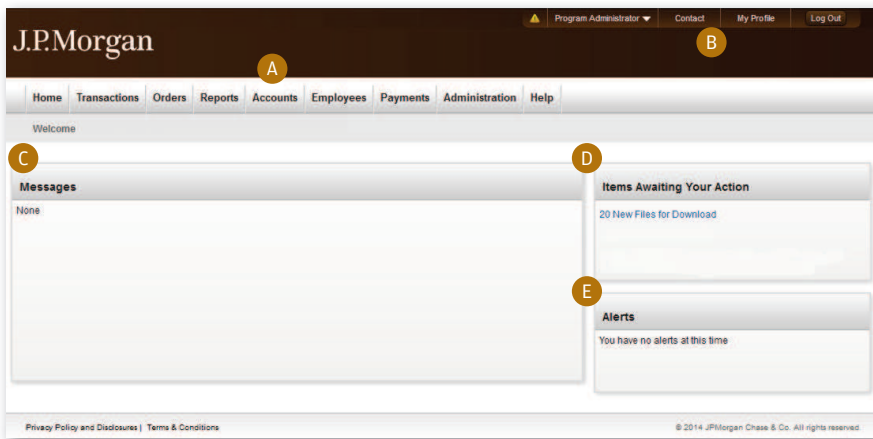 Program Administrator Contact My Profile Log Out
B
J.P.Morgan
A
Home Transactions Orders Reports Accounts Employees Payments Administration Help
Welcome
C
Messages
None
D
Items Awaiting Your Action
20 New Files for Download
E
Alerts
You have no alerts at this time
Privacy Policy and Disclosures | Terms & Conditions
© 2014 JPMorgan Chase & Co. All rights reserved